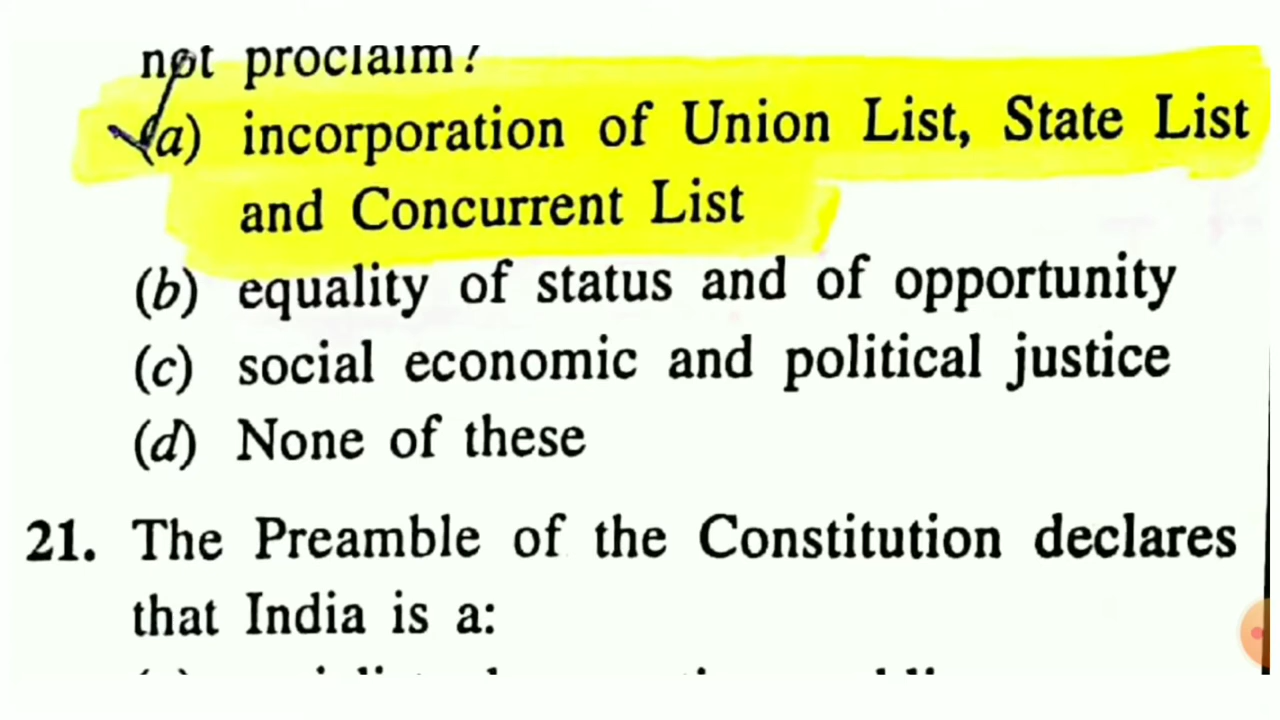 not proclaim?
(a) incorporation of Union List, State List
and Concurrent List
(b) equality of status and of opportunity
(c) social economic and political justice
(d) None of these
21. The Preamble of the Constitution declares
that India is a: